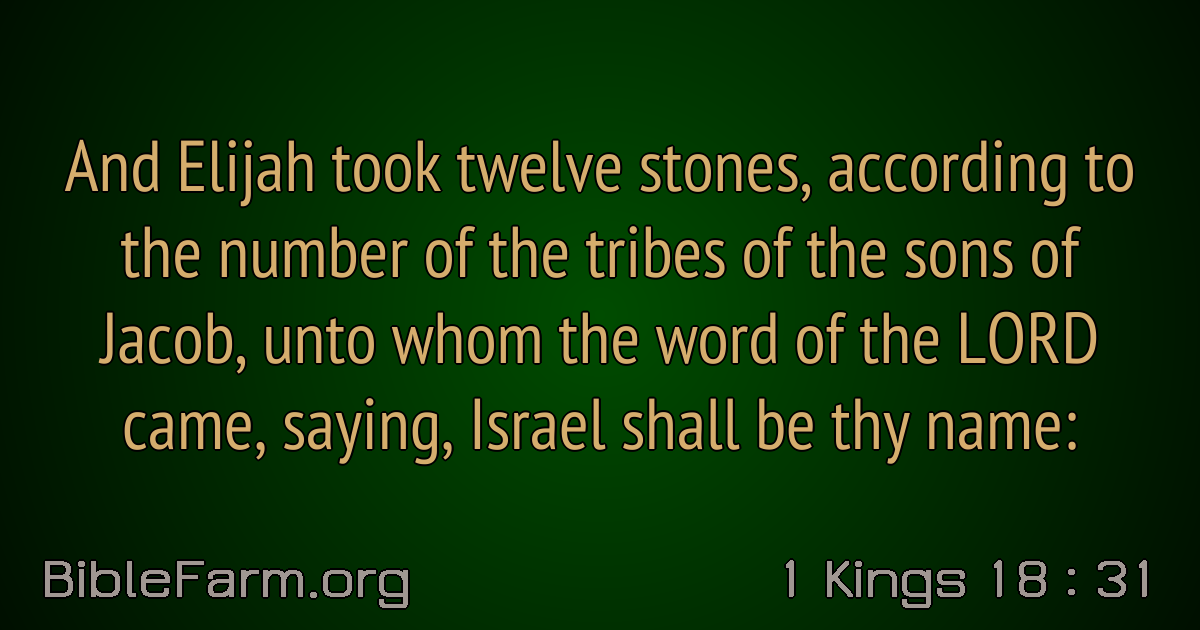 And Elijah took twelve stones, according to
the number of the tribes of the sons of
Jacob, unto whom the word of the LORD
came, saying, Israel shall be thy name:
BibleFarm.org
1 Kings 18 : 31